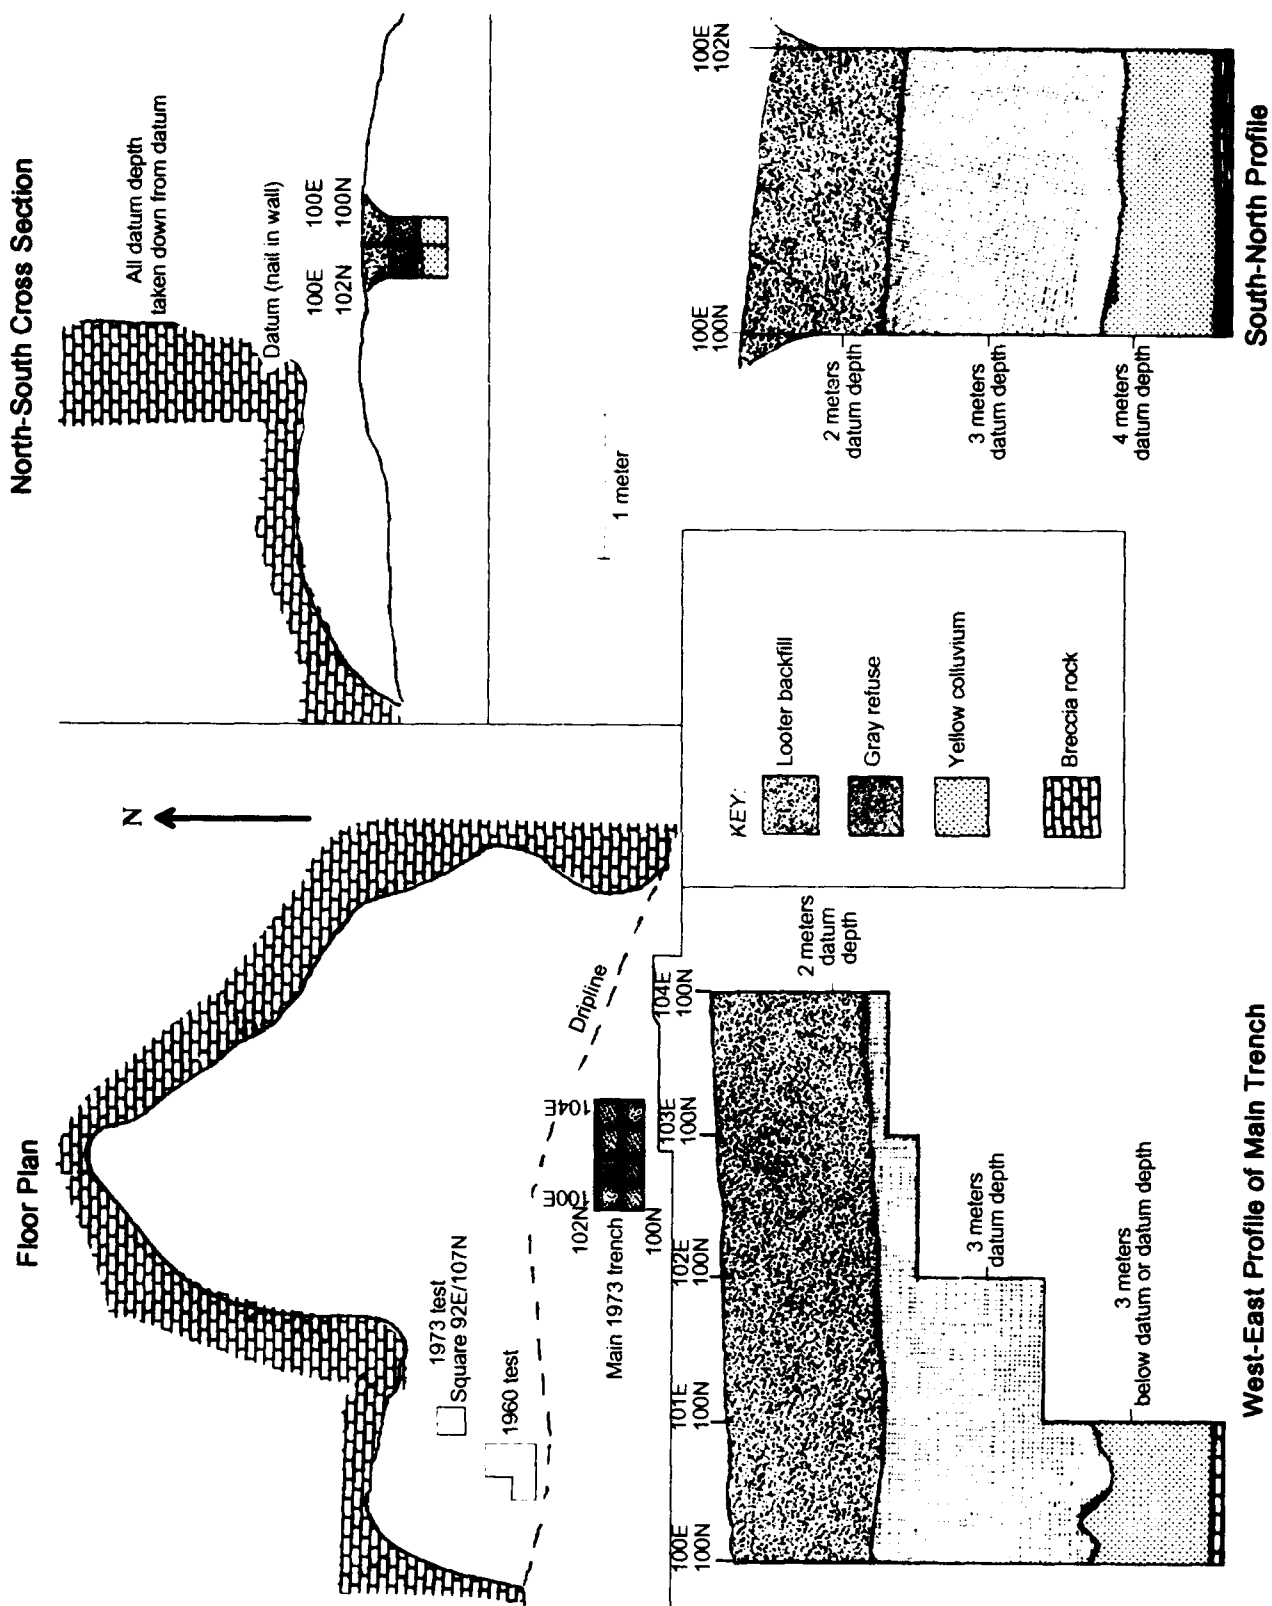 Floor Plan
N
1973 test
Square 92E/107N
1960 test
Dripline
102N
100E
104E
Main 1973 trench
100N
North-South Cross Section
All datum depth
taken down from datum
Datum (nail in wall)
100E
102N
100E
100N
1 meter
West-East Profile of Main Trench
100E
100N
101E
100N
102E
100N
103E
100N
104E
100N
2 meters
datum
depth
3 meters
datum depth
3 meters
below datum or datum depth
KEY:
Looter backfill
Gray refuse
Yellow colluvium
Breccia rock
South-North Profile
100E
100N
100E
102N
2 meters
datum depth
3 meters
datum depth
4 meters
datum depth